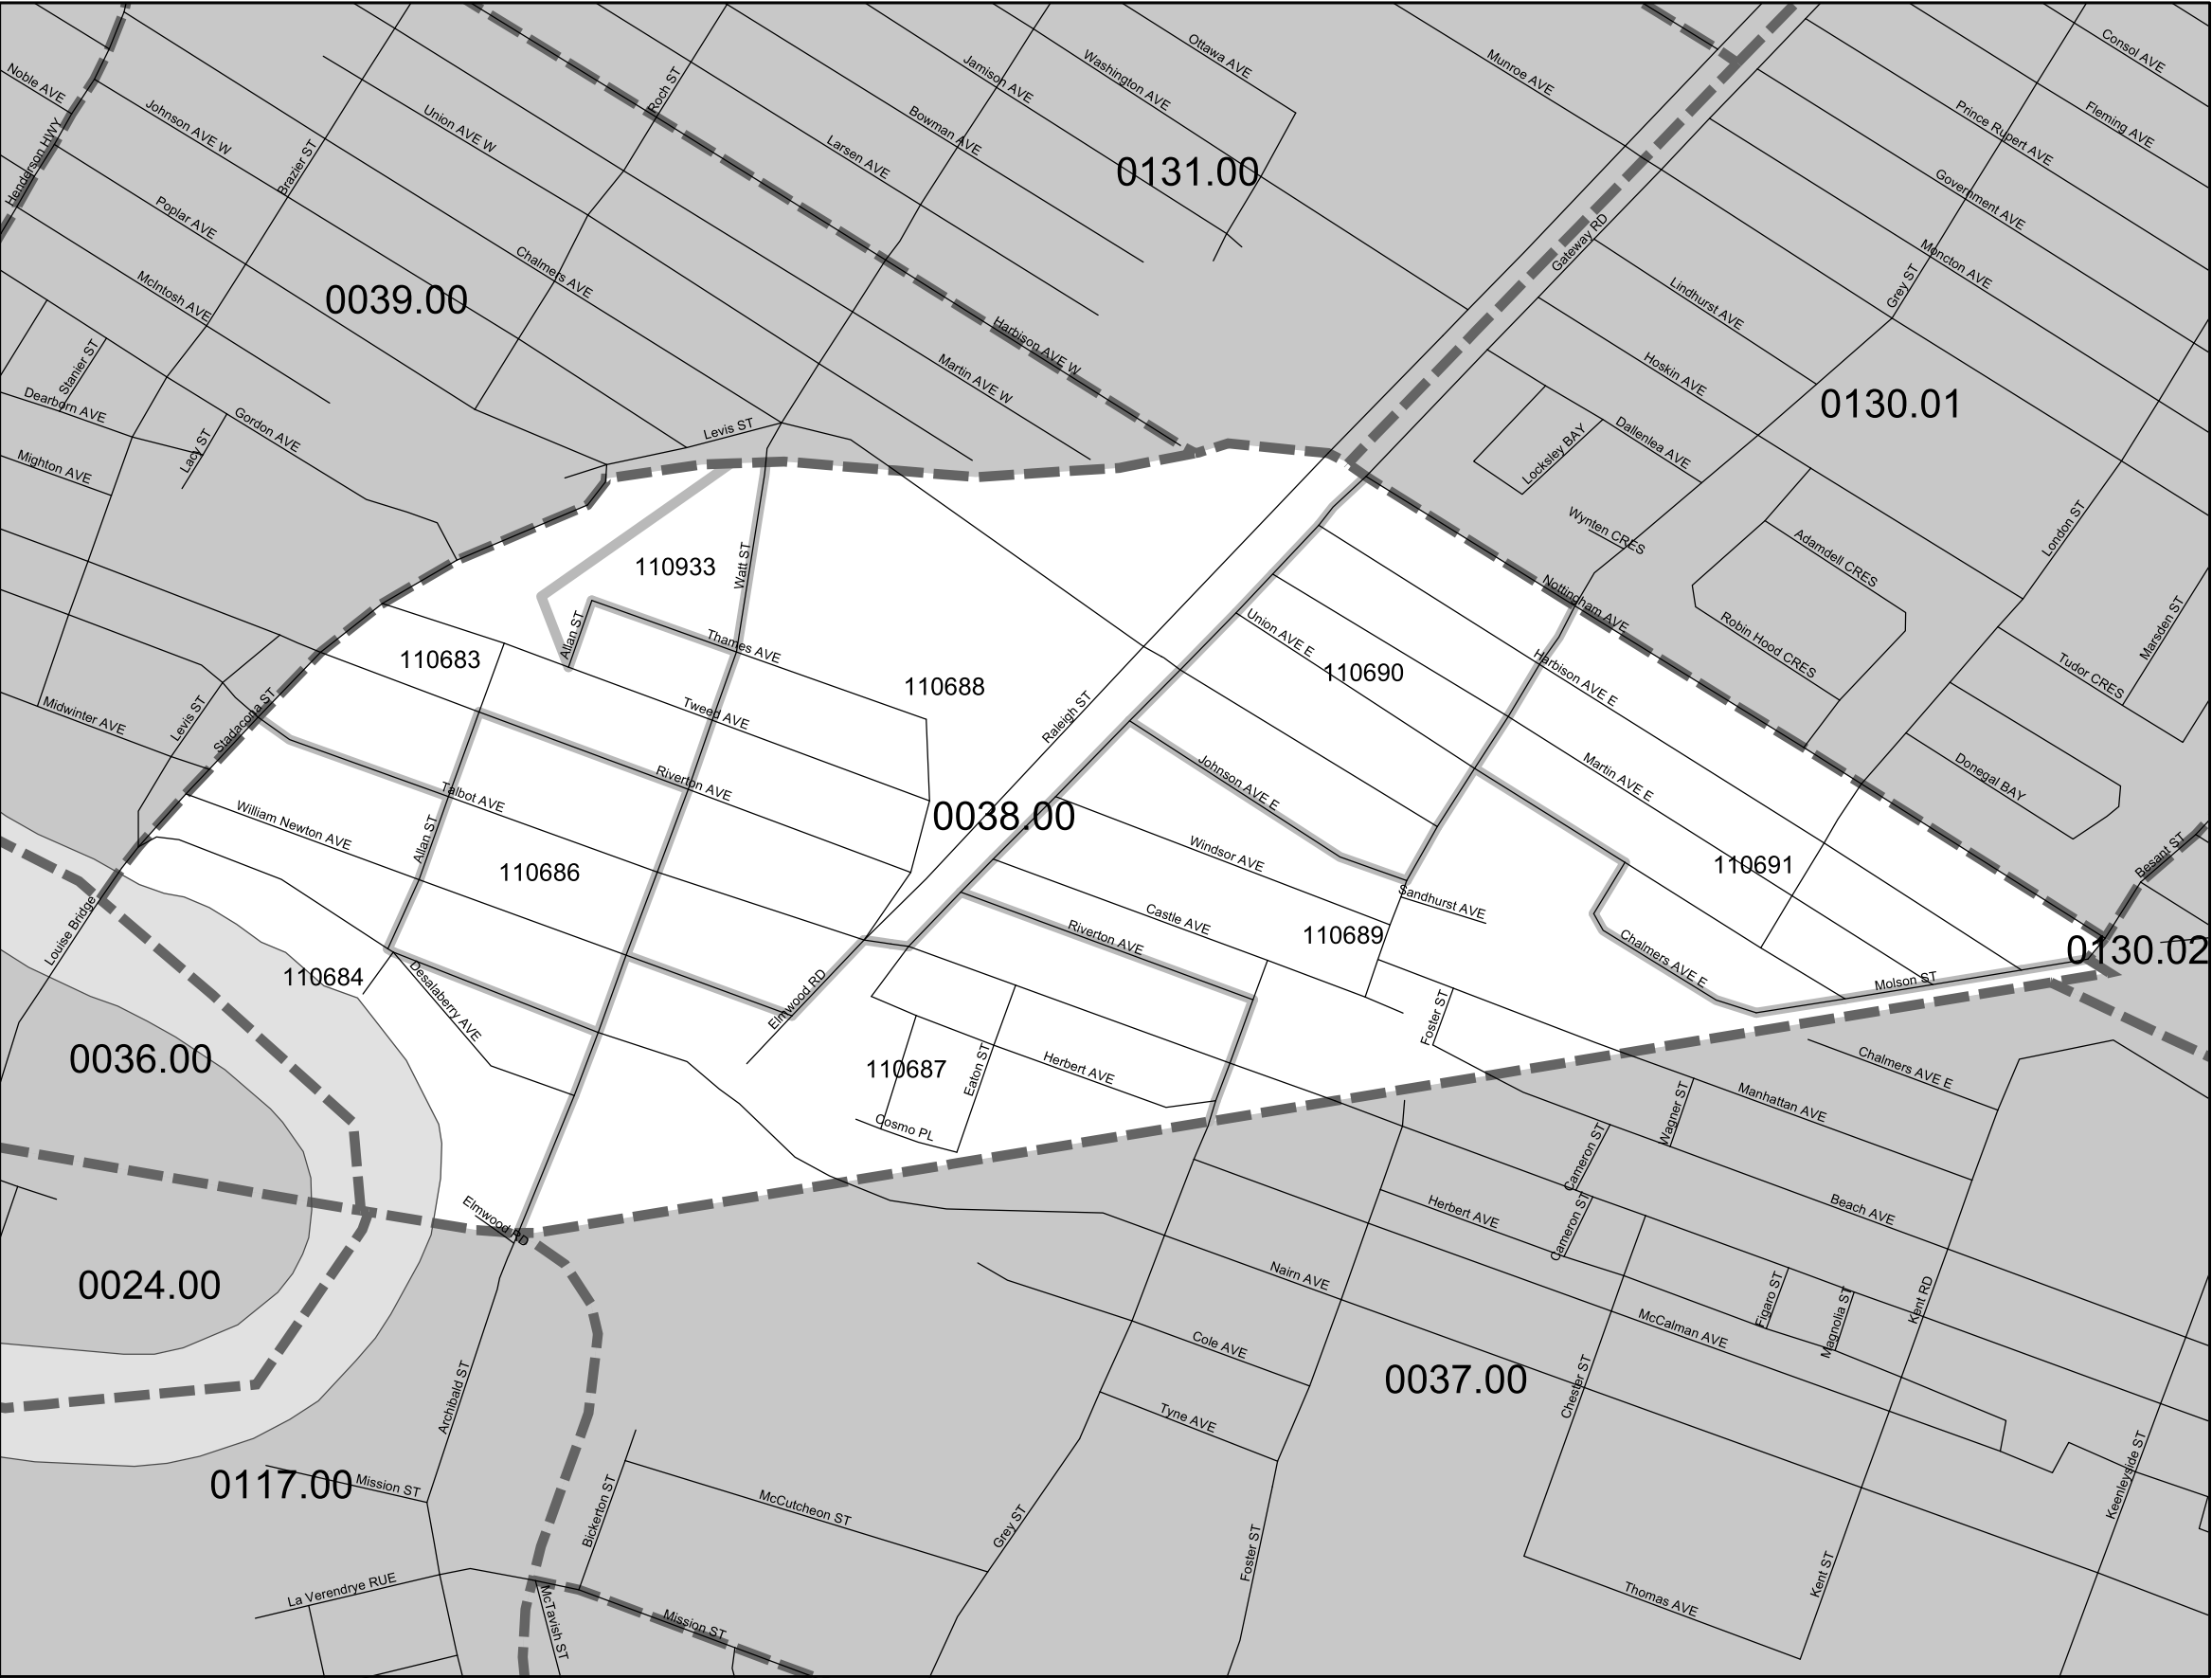 Consol AVE
Ottawa AVE
Munroe AVE
Washington AVE
Jamison AVE
Noble AVE
Roch ST
Johnson AVE W
Union AVE W
Bowman AVE
Fleming AVE
Prince Rupert AVE
Larsen AVE
Henderson HWY
Brazier ST
0131.00
Government AVE
Poplar AVE
Gateway RD
Moncton AVE
Chalmers AVE
Grey ST
McIntosh AVE
0039.00
Lindhurst AVE
Harbison AVE W
Stanier ST
Martin AVE W
Hoskin AVE
0130.01
Dearborn AVE
Gordon AVE
Levis ST
Dallenlea AVE
Locksley BAY
Lacy ST
Mighton AVE
Wynten CRES
London ST
Adamdell CRES
110933
Watt ST
Nottingham AVE
Allan ST
Thames AVE
Union AVE E
Robin Hood CRES
Marsden ST
110683
110690
Harbison AVE E
Tudor CRES
110688
Levis ST
Stadacona ST
Midwinter AVE
Tweed AVE
Raleigh ST
Riverton AVE
Johnson AVE E
Martin AVE E
Donegal BAY
Talbot AVE
William Newton AVE
0038.00
Allan ST
Windsor AVE
110686
110691
Besant ST
Louise Bridge
Sandhurst AVE
Castle AVE
Riverton AVE
110689
0130.02
110684
Desalaberry AVE
Elmwood RD
Chalmers AVE E
Molson ST
Foster ST
0036.00
110687
Eaton ST
Herbert AVE
Chalmers AVE E
Manhattan AVE
Wagner ST
Cosmo PL
Cameron ST
Elmwood RD
Herbert AVE
Cameron ST
Beach AVE
0024.00
Nairn AVE
Figaro ST
Magnolia ST
Kent RD
McCalman AVE
Cole AVE
0037.00
Archibald ST
Chester ST
Tyne AVE
Keenleyside ST
0117.00
Mission ST
Bickerton ST
McCutcheon ST
Grey ST
Foster ST
Kent ST
La Verendrye RUE
McTavish ST
Mission ST
Thomas AVE